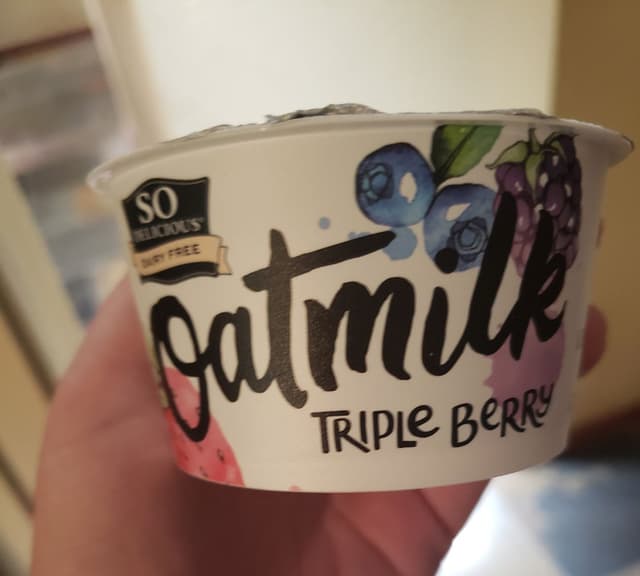 SO
DELICIOUS®
DAIRY FREE
Oatmilk
TRIPLE BERRY